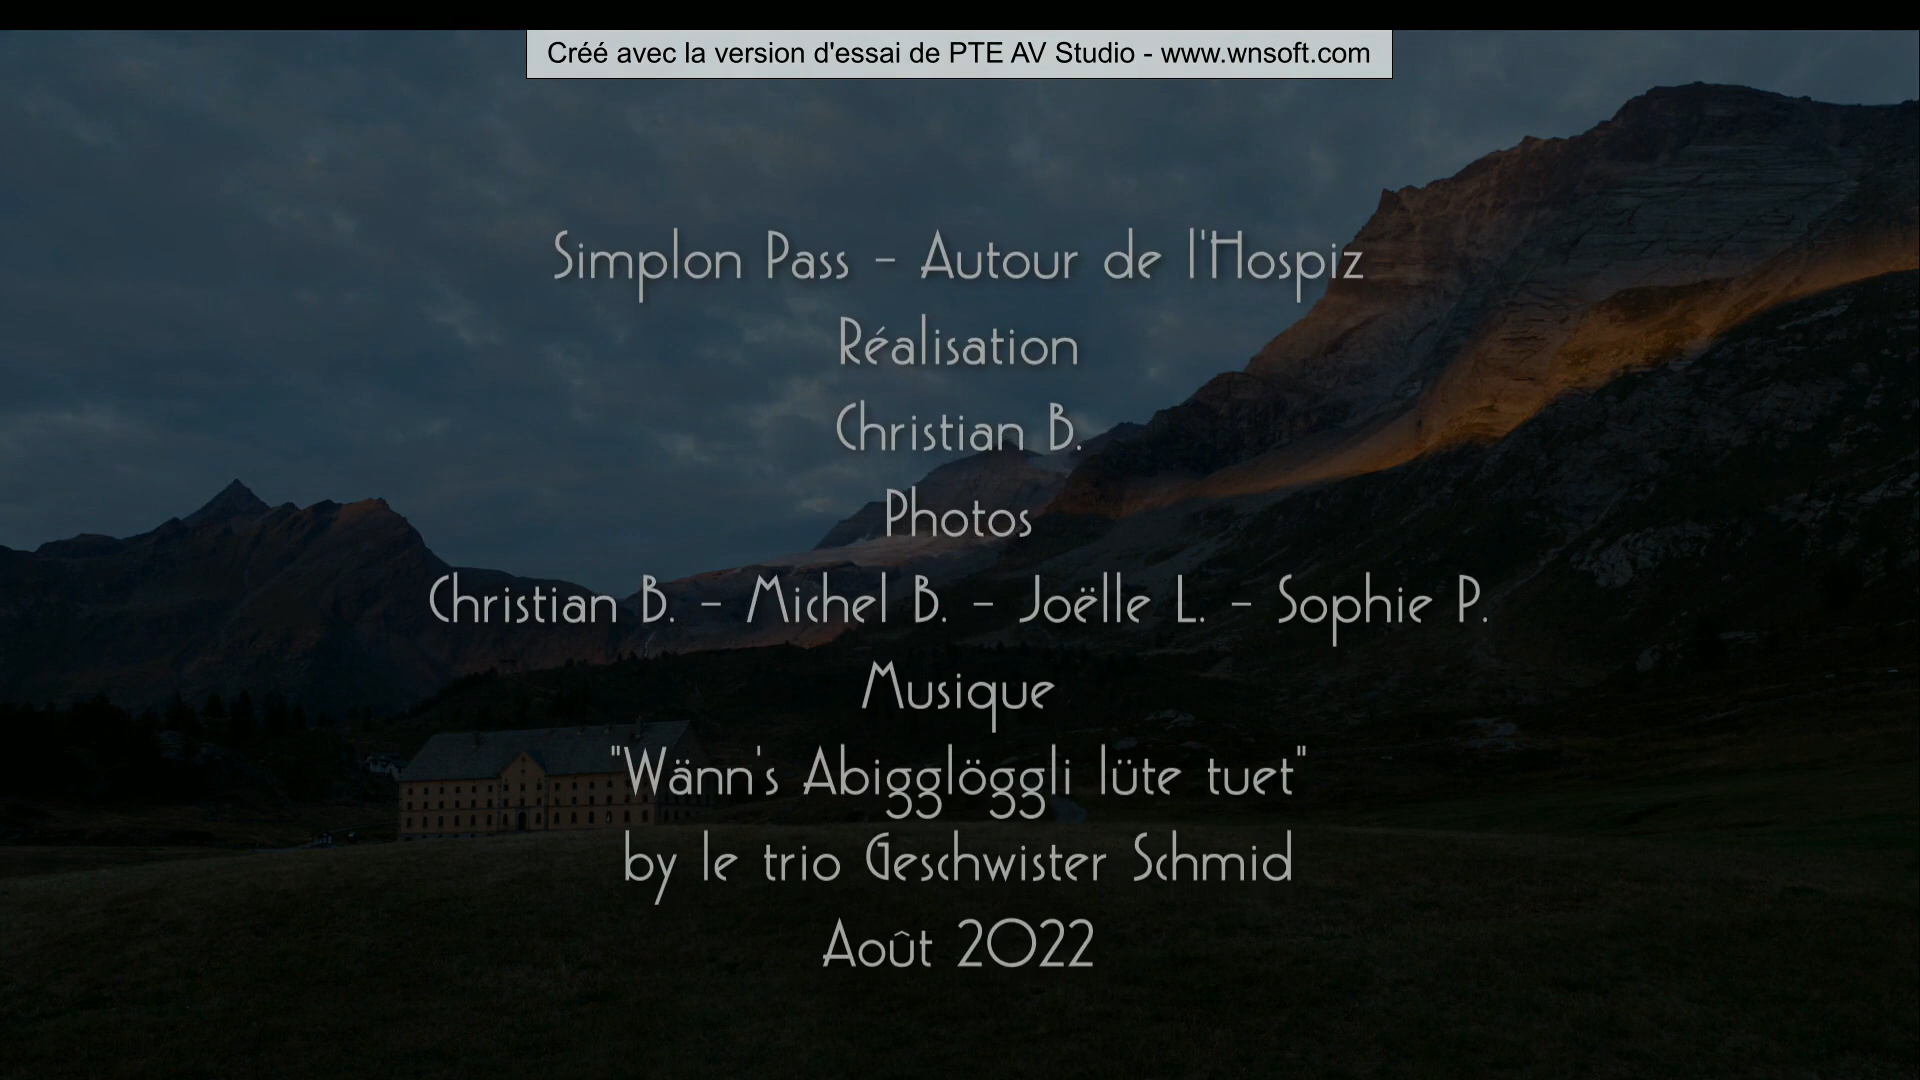 Créé avec la version d'essai de PTE AV Studio - www.wnsoft.com
Simplon Pass - Autour de l'Hospiz
Réalisation
Christian B.
Photos
Christian B. - Michel B. - Joëlle L. - Sophie P.
Musique
"Wänn's Abigglöggli lüte tuet"
by le trio Geschwister Schmid
Août 2022